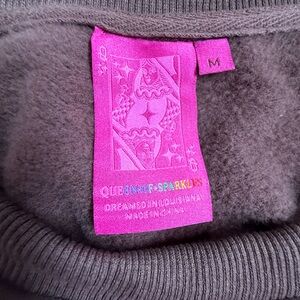 Q
M
QUEEN OF SPARKLES
DREAMED IN LOUISIANA
MADE IN CHINA
Q